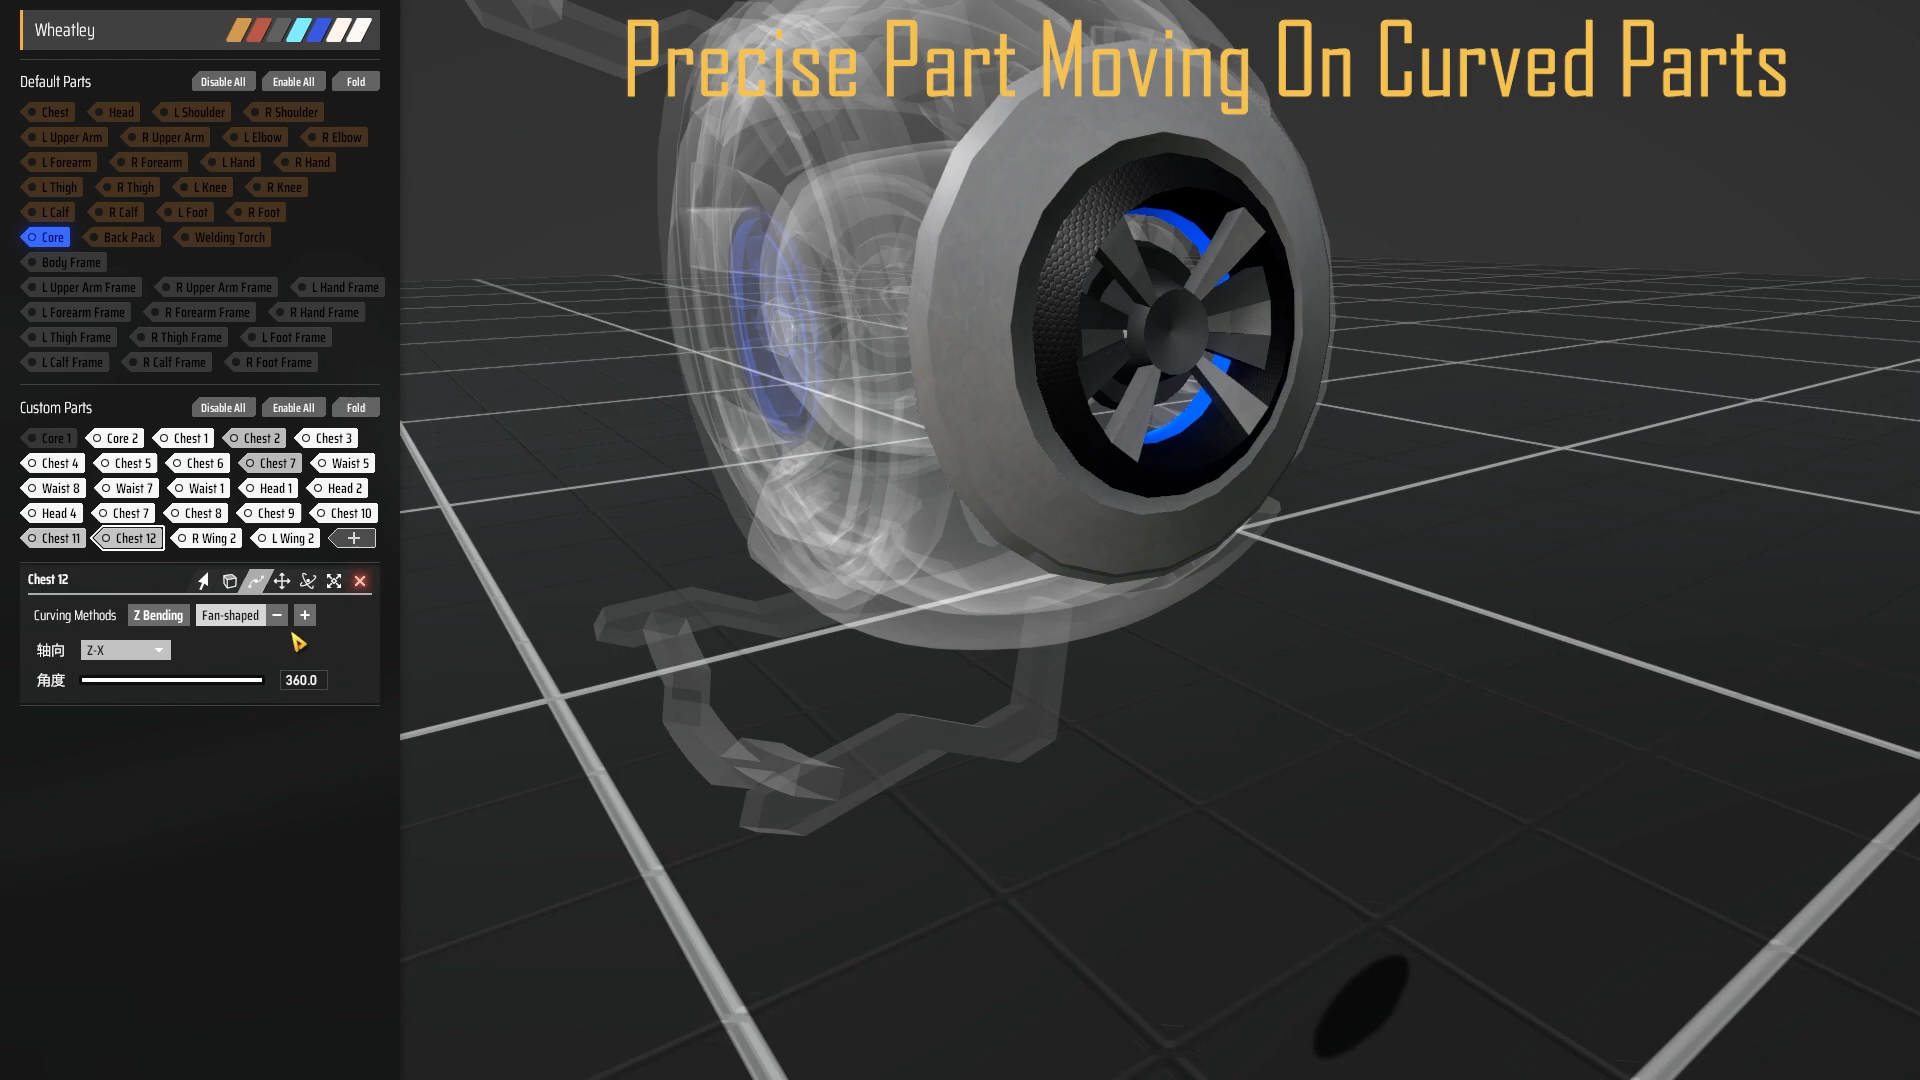 Precise Part Moving On Curved Parts
Wheatley
Default Parts Disable All Enable All Fold
Chest Head L Shoulder R Shoulder
L Upper Arm R Upper Arm L Elbow R Elbow
L Forearm R Forearm L Hand R Hand
L Thigh R Thigh L Knee R Knee
L Calf R Calf L Foot R Foot
Core Back Pack Welding Torch
Body Frame
L Upper Arm Frame R Upper Arm Frame L Hand Frame
L Forearm Frame R Forearm Frame R Hand Frame
L Thigh Frame R Thigh Frame L Foot Frame
L Calf Frame R Calf Frame R Foot Frame
Custom Parts Disable All Enable All Fold
Core 1 Core 2 Chest 1 Chest 2 Chest 3
Chest 4 Chest 5 Chest 6 Chest 7 Waist 5
Waist 8 Waist 7 Waist 1 Head 1 Head 2
Head 4 Chest 7 Chest 8 Chest 9 Chest 10
Chest 11 Chest 12 R Wing 2 L Wing 2 +
Chest 12
Curving Methods Z Bending Fan-shaped − +
轴向 Z-X
角度 360.0